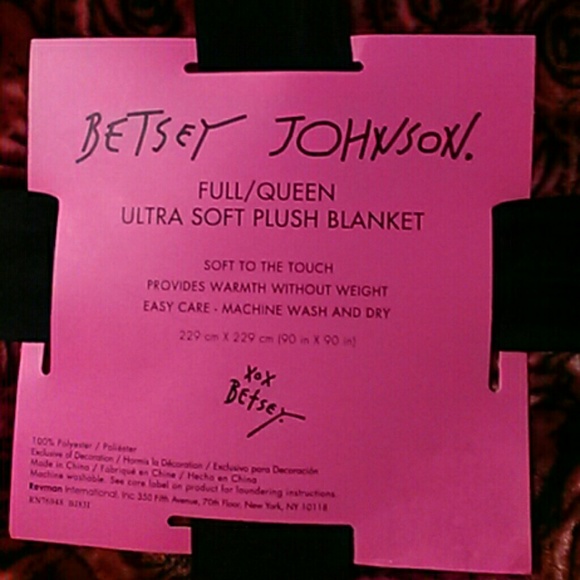 BETSEY JOHNSON.
FULL/QUEEN
ULTRA SOFT PLUSH BLANKET
SOFT TO THE TOUCH
PROVIDES WARMTH WITHOUT WEIGHT
EASY CARE - MACHINE WASH AND DRY
229 cm X 229 cm (90 in X 90 in)
xox
Betsey
100% Polyester / Poliéster
Exclusive of Decoration / Hormis la Décoration / Exclusivo para Decoración
Made in China / Fabriqué en Chine / Hecho en China
Machine washable. See care label on product for laundering instructions.
Revman International, Inc 350 Fifth Avenue, 70th Floor, New York, NY 10118